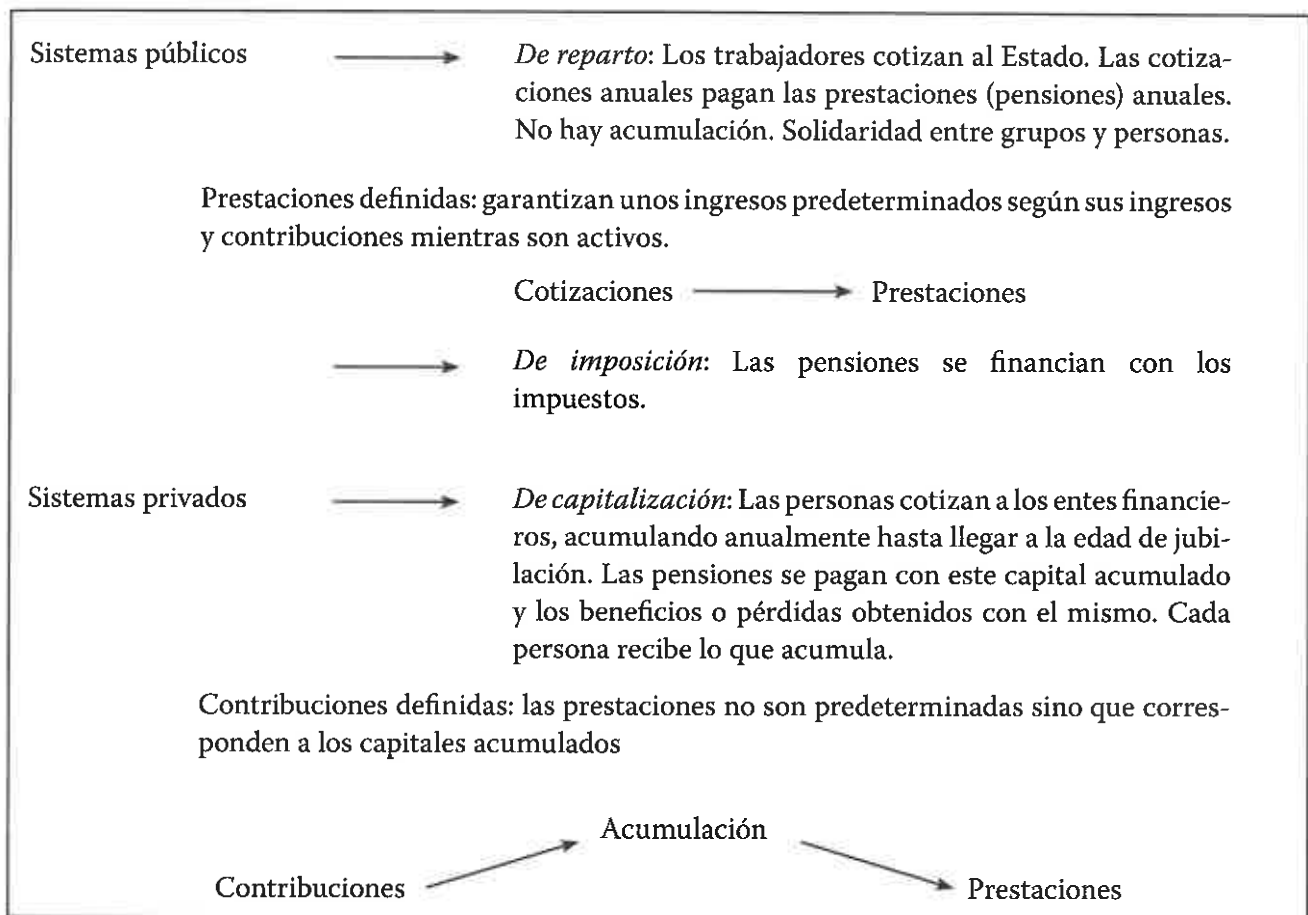 Sistemas públicos
De reparto: Los trabajadores cotizan al Estado. Las cotiza-
ciones anuales pagan las prestaciones (pensiones) anuales.
No hay acumulación. Solidaridad entre grupos y personas.
Prestaciones definidas: garantizan unos ingresos predeterminados según sus ingresos
y contribuciones mientras son activos.
Cotizaciones
Prestaciones
De imposición: Las pensiones se financian con los
impuestos.
Sistemas privados
De capitalización: Las personas cotizan a los entes financie-
ros, acumulando anualmente hasta llegar a la edad de jubi-
lación. Las pensiones se pagan con este capital acumulado
y los beneficios o pérdidas obtenidos con el mismo. Cada
persona recibe lo que acumula.
Contribuciones definidas: las prestaciones no son predeterminadas sino que corres-
ponden a los capitales acumulados
Acumulación
Contribuciones
Prestaciones